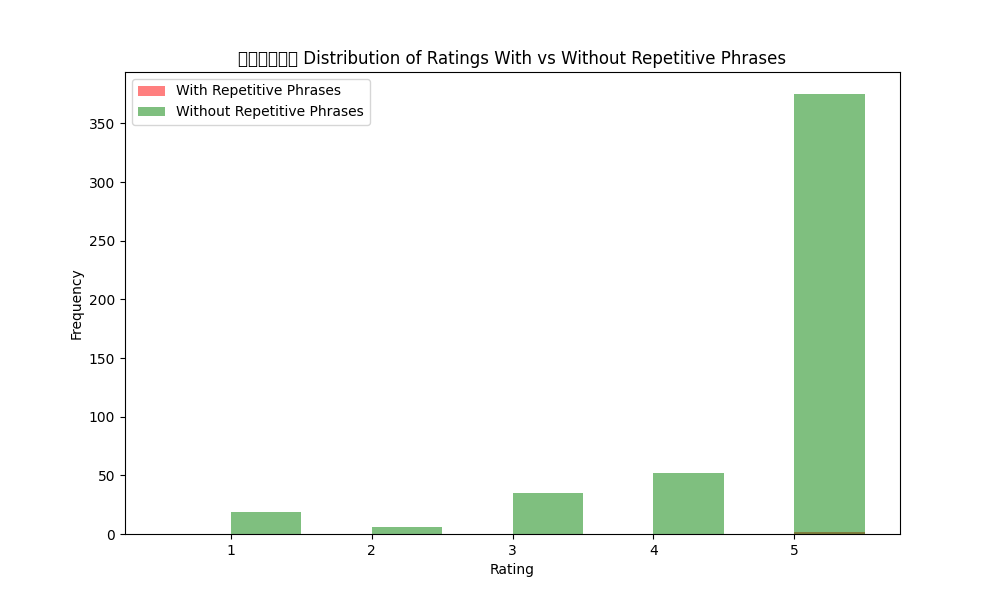 Distribution of Ratings With vs Without Repetitive Phrases
With Repetitive Phrases
Without Repetitive Phrases
Frequency
350
300
250
200
150
100
50
0
1
2
3
4
5
Rating